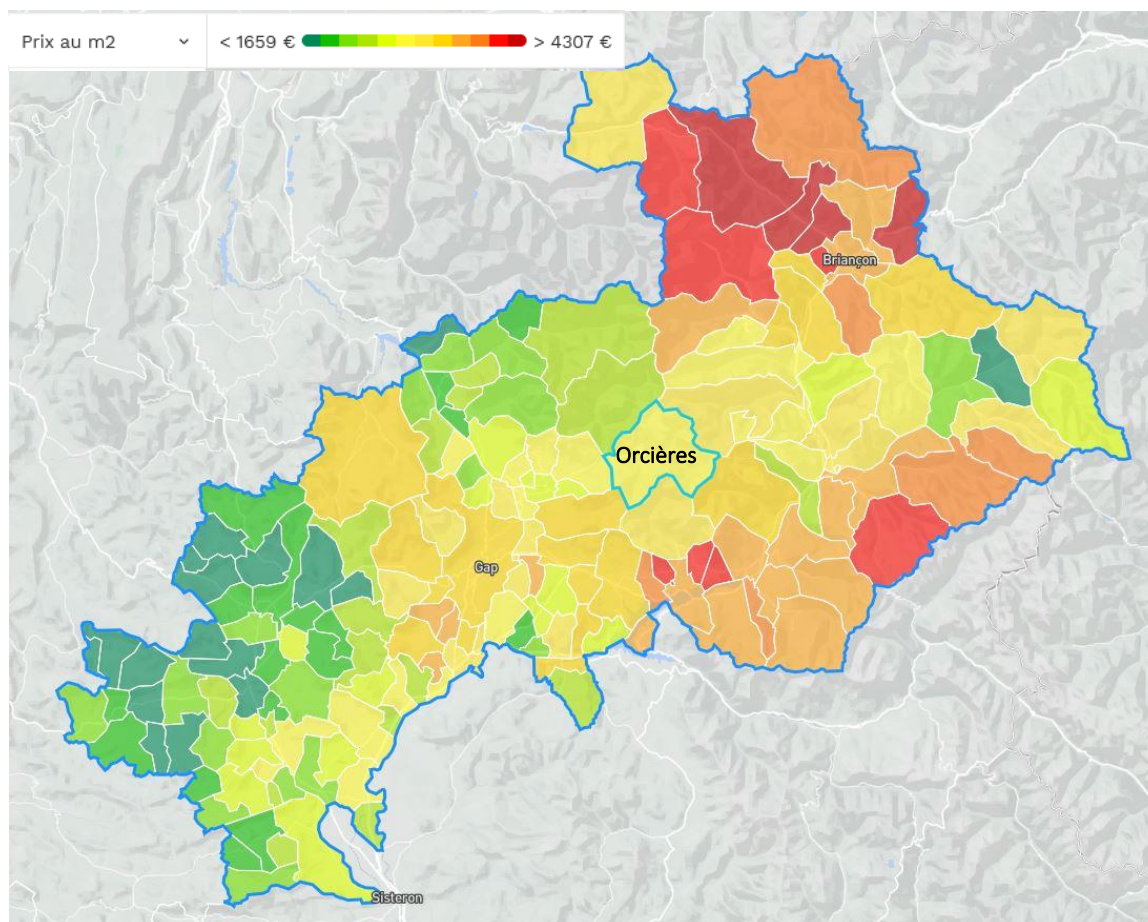 Prix au m2 < 1659 € > 4307 €
Briançon
Orcières
Gap
Sisteron